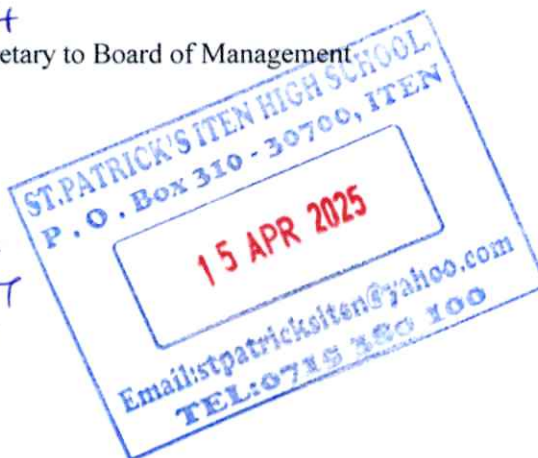 etary to Board of Management
ST.PATRICK'S ITEN HIGH SCHOOL
P.O. Box 310 - 30700, ITEN
15 APR 2025
Email:stpatricksiten@yahoo.com
TEL:0715 380 100